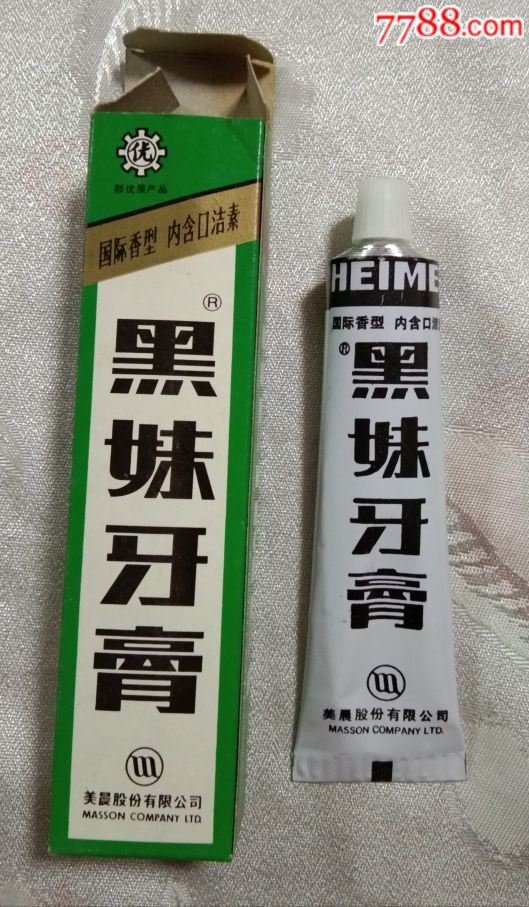 7788.com
优
部优质产品
国际香型 内含口洁素
®
黑妹牙膏
美晨股份有限公司
MASSON COMPANY LTD.
HEIME
国际香型 内含口洁
®
黑妹牙膏
美晨股份有限公司
MASSON COMPANY LTD.